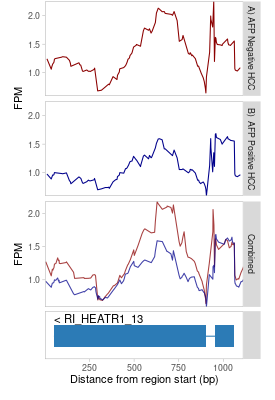 2.0
1.5
1.0
A) AFP Negative HCC
FPM
2.0
1.5
1.0
B) AFP Positive HCC
2.0
1.5
1.0
FPM
Combined
< RI_HEATR1_13
250 500 750 1000
Distance from region start (bp)